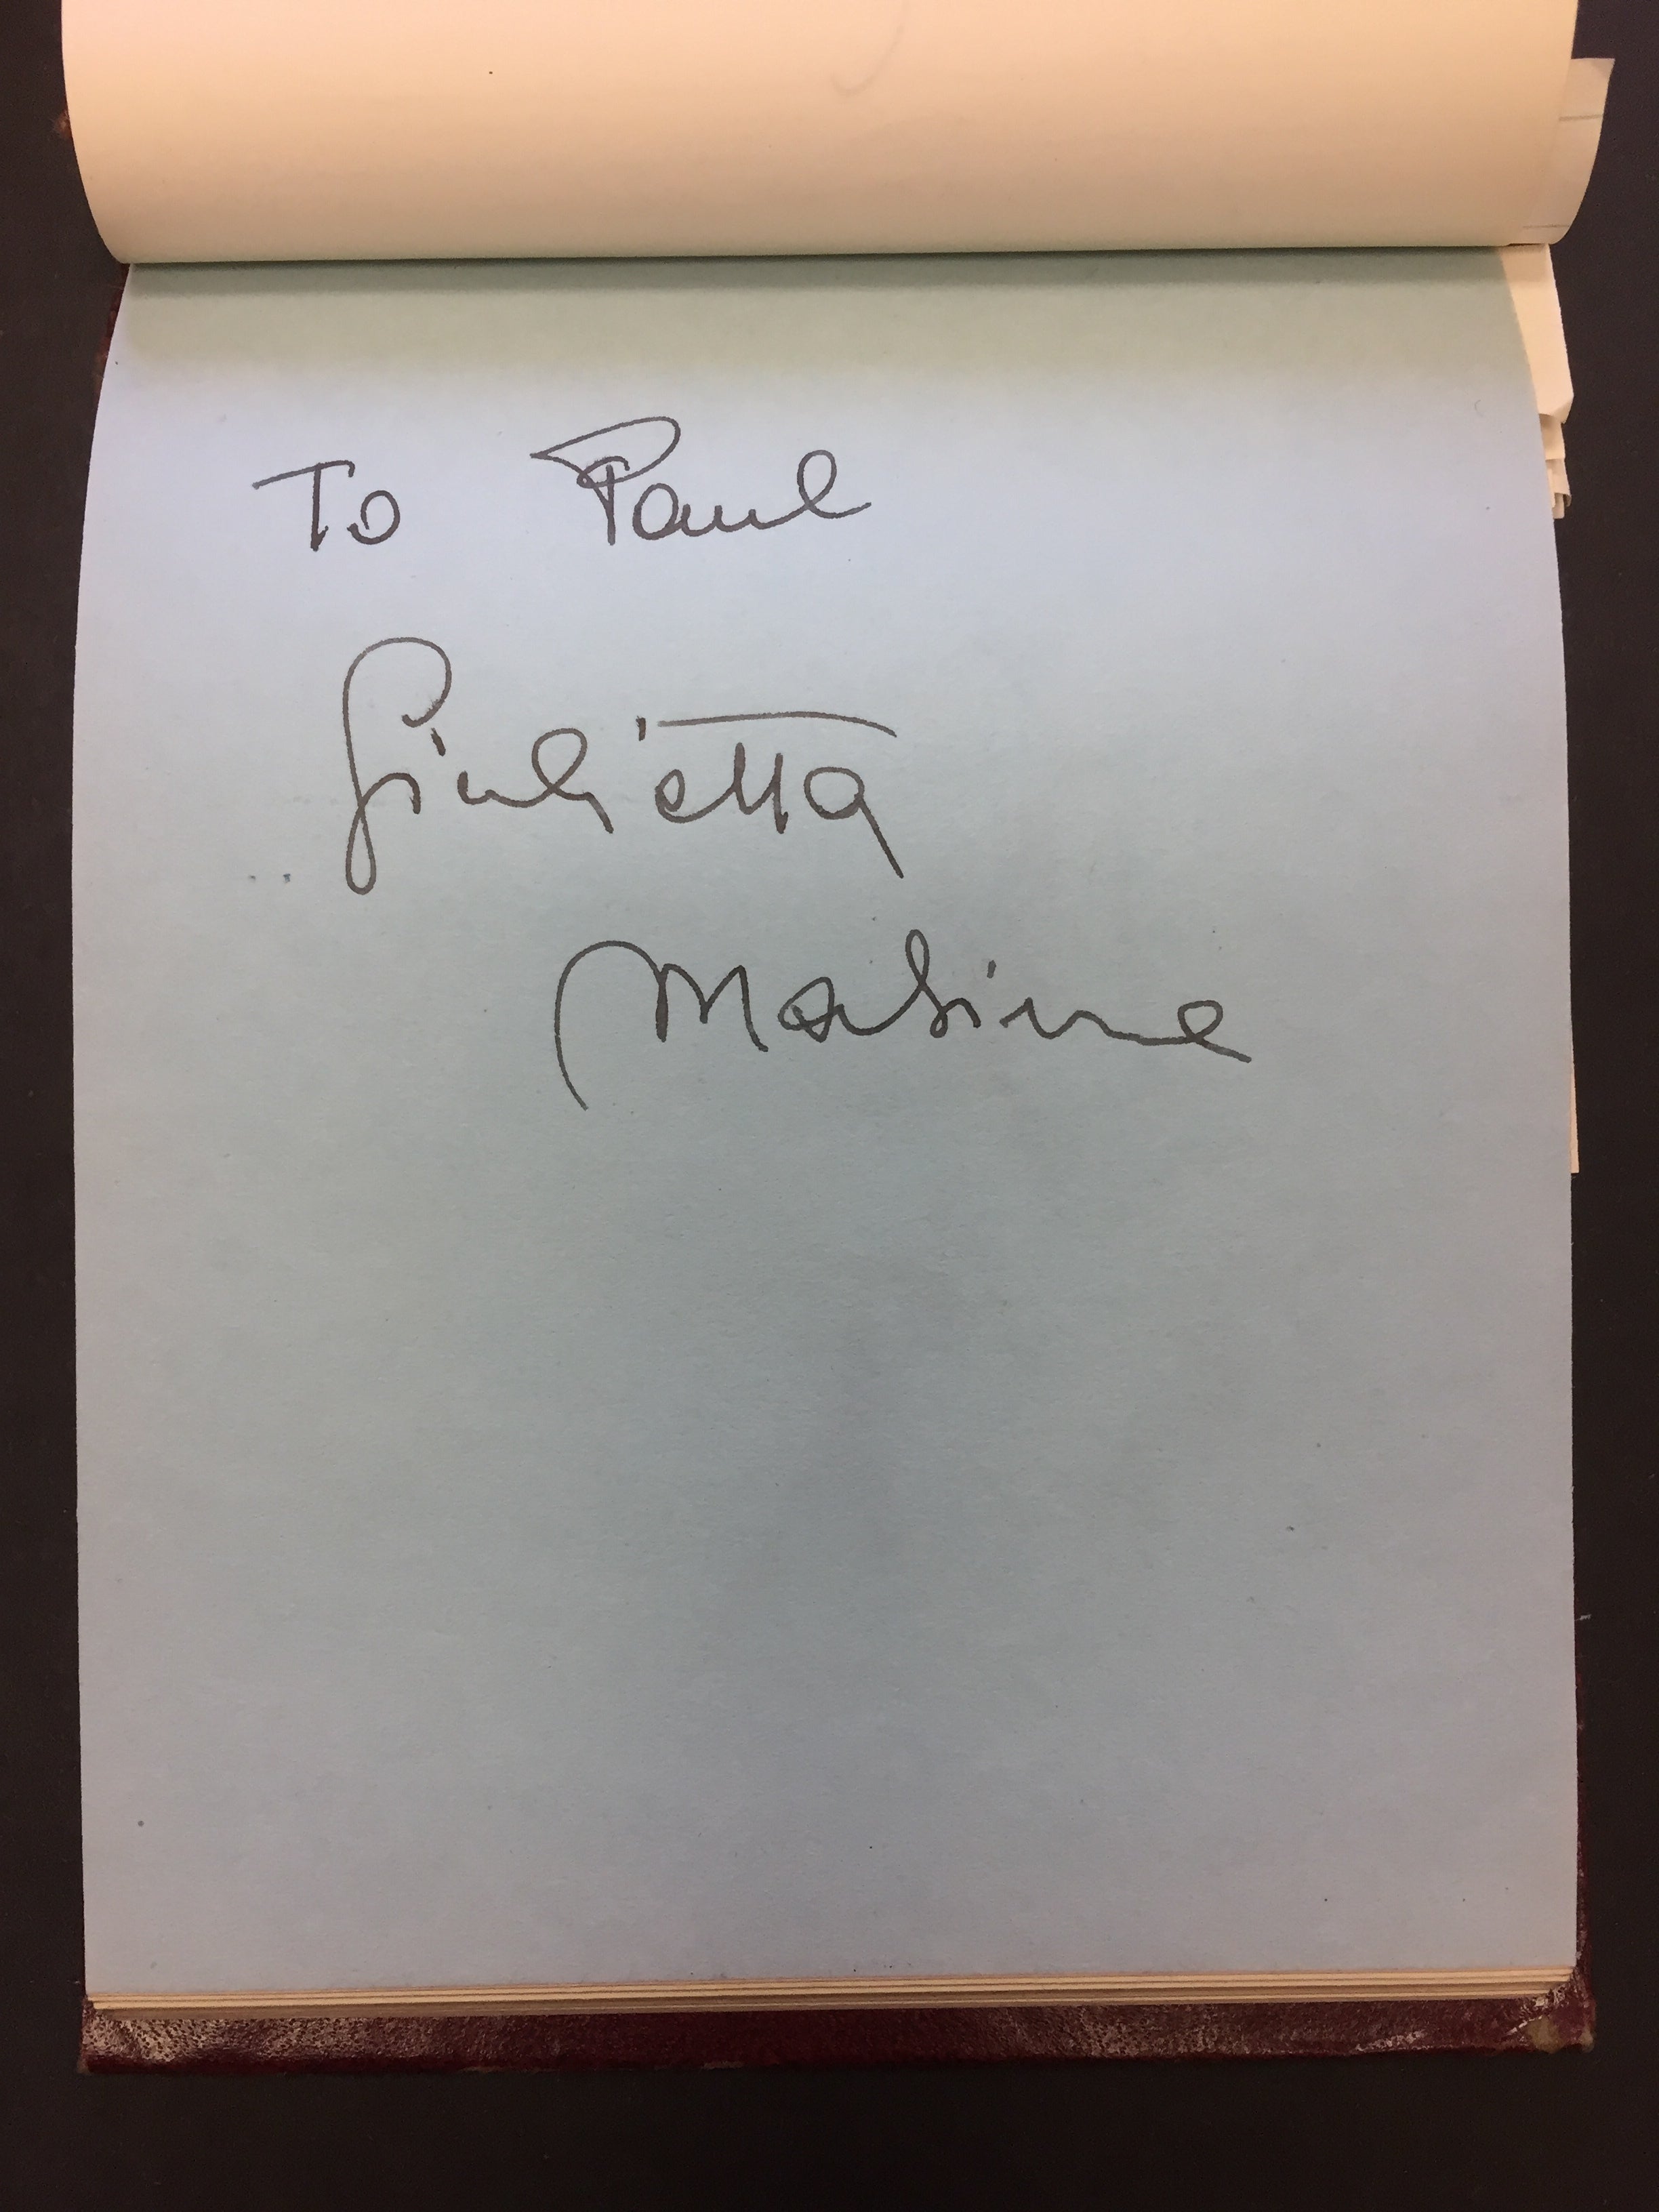 To Paul
Giulietta
Masina